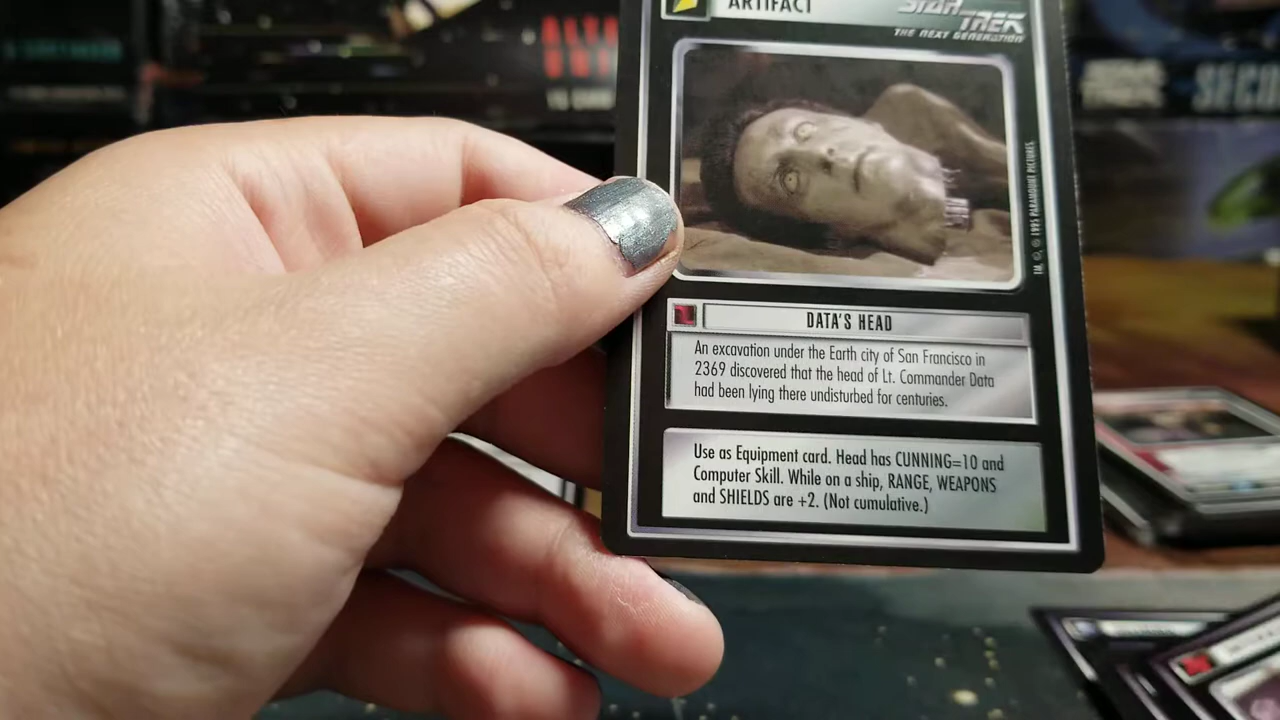 ARTIFACT
STAR TREK
THE NEXT GENERATION
TM, ©, ® 1995 PARAMOUNT PICTURES.
DATA'S HEAD
An excavation under the Earth city of San Francisco in
2369 discovered that the head of Lt. Commander Data
had been lying there undisturbed for centuries.
Use as Equipment card. Head has CUNNING=10 and
Computer Skill. While on a ship, RANGE, WEAPONS
and SHIELDS are +2. (Not cumulative.)